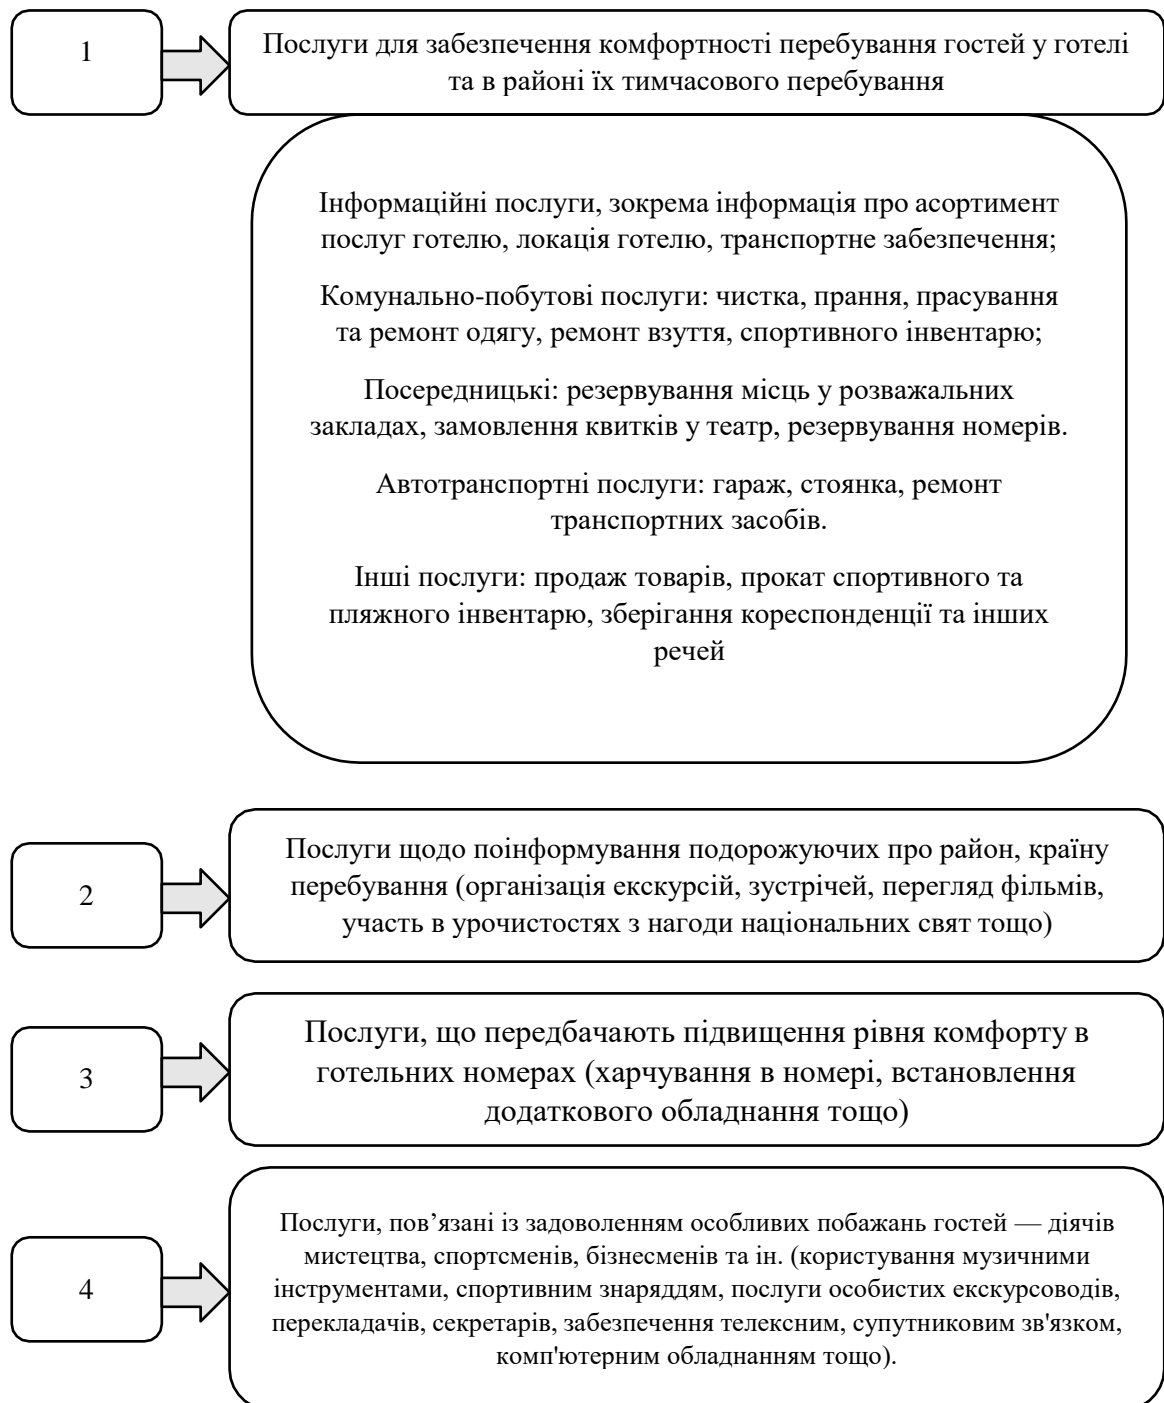 1
Послуги для забезпечення комфортності перебування гостей у готелі
та в районі їх тимчасового перебування
Інформаційні послуги, зокрема інформація про асортимент
послуг готелю, локація готелю, транспортне забезпечення;
Комунально-побутові послуги: чистка, прання, прасування
та ремонт одягу, ремонт взуття, спортивного інвентарю;
Посередницькі: резервування місць у розважальних
закладах, замовлення квитків у театр, резервування номерів.
Автотранспортні послуги: гараж, стоянка, ремонт
транспортних засобів.
Інші послуги: продаж товарів, прокат спортивного та
пляжного інвентарю, зберігання кореспонденції та інших
речей
2
Послуги щодо поінформування подорожуючих про район, країну
перебування (організація екскурсій, зустрічей, перегляд фільмів,
участь в урочистостях з нагоди національних свят тощо)
3
Послуги, що передбачають підвищення рівня комфорту в
готельних номерах (харчування в номері, встановлення
додаткового обладнання тощо)
4
Послуги, пов’язані із задоволенням особливих побажань гостей — діячів
мистецтва, спортсменів, бізнесменів та ін. (користування музичними
інструментами, спортивним знаряддям, послуги особистих екскурсоводів,
перекладачів, секретарів, забезпечення телексним, супутниковим зв'язком,
комп'ютерним обладнанням тощо).